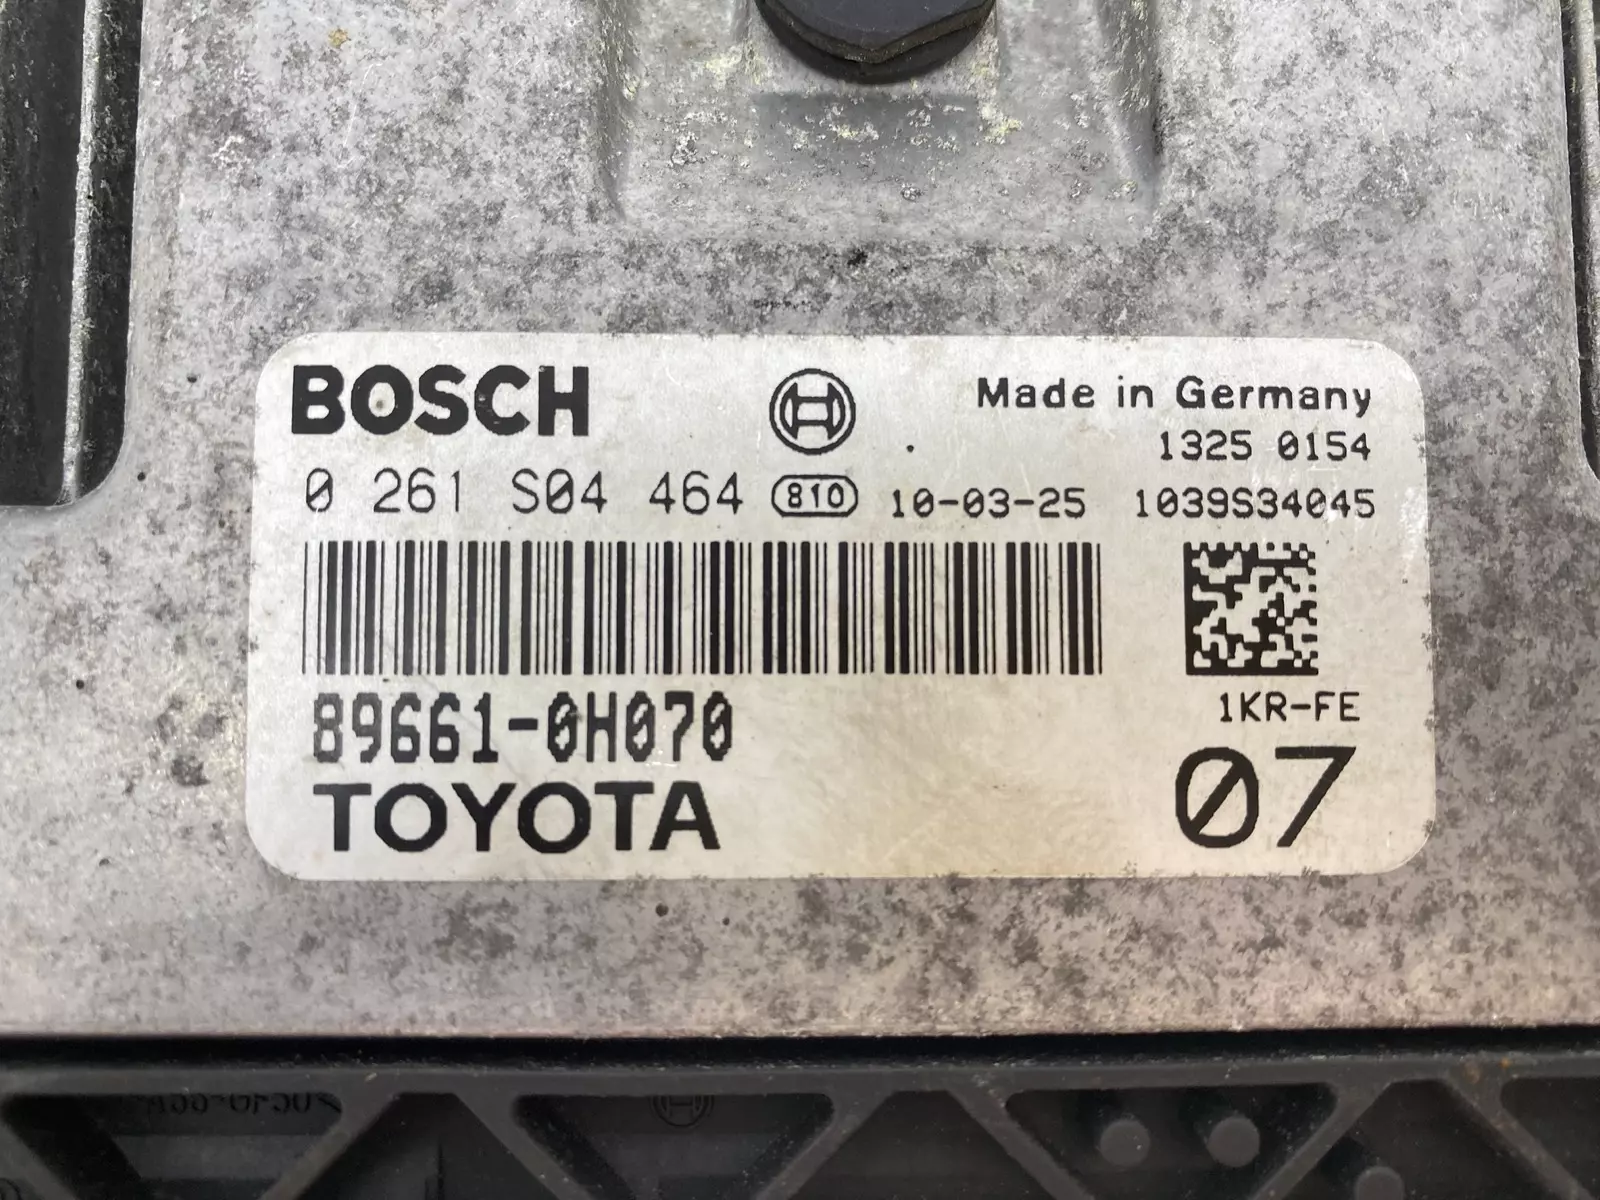 BOSCH
Made in Germany
1325 0154
0 261 S04 464 810 10-03-25 1039S34045
89661-0H070
1KR-FE
TOYOTA
07